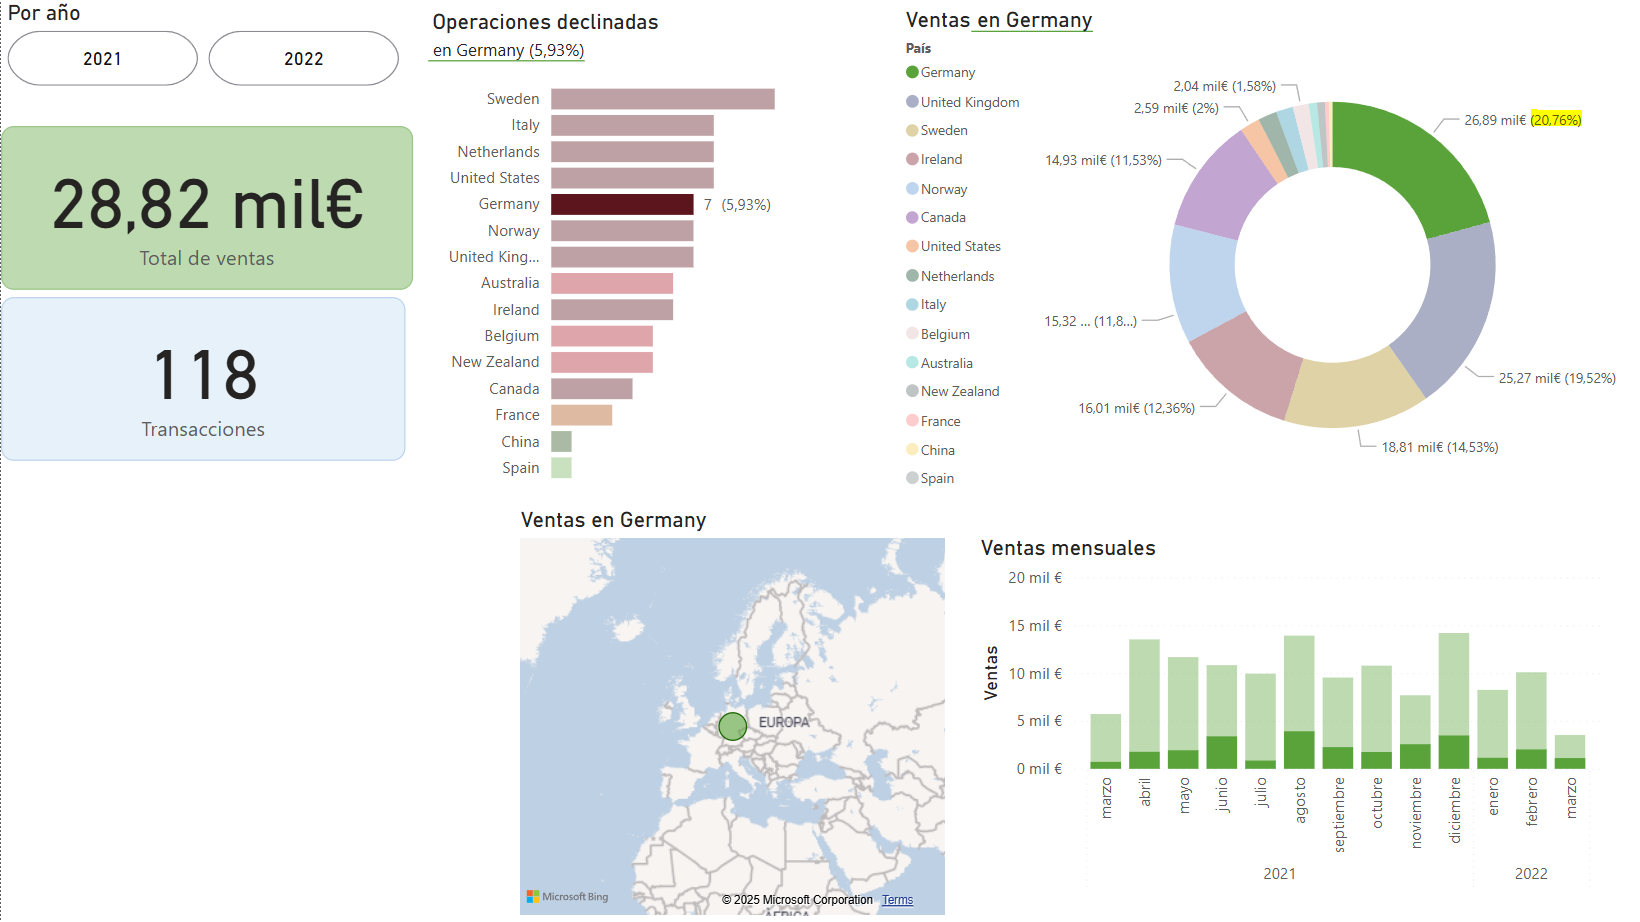 Por año
2021
2022
28,82 mil€
Total de ventas
118
Transacciones
Operaciones declinadas
en Germany (5,93%)
Sweden
Italy
Netherlands
United States
Germany
7 (5,93%)
Norway
United King...
Australia
Ireland
Belgium
New Zealand
Canada
France
China
Spain
Ventas en Germany
País
Germany
United Kingdom
Sweden
Ireland
Norway
Canada
United States
Netherlands
Italy
Belgium
Australia
New Zealand
France
China
Spain
2,04 mil€ (1,58%)
2,59 mil€ (2%)
14,93 mil€ (11,53%)
15,32 ... (11,8...)
16,01 mil€ (12,36%)
18,81 mil€ (14,53%)
25,27 mil€ (19,52%)
26,89 mil€ (20,76%)
Ventas en Germany
EUROPA
Microsoft Bing
© 2025 Microsoft Corporation Terms
ÁFRICA
Ventas mensuales
Ventas
20 mil €
15 mil €
10 mil €
5 mil €
0 mil €
marzo
abril
mayo
junio
julio
agosto
septiembre
octubre
noviembre
diciembre
enero
febrero
marzo
2021
2022